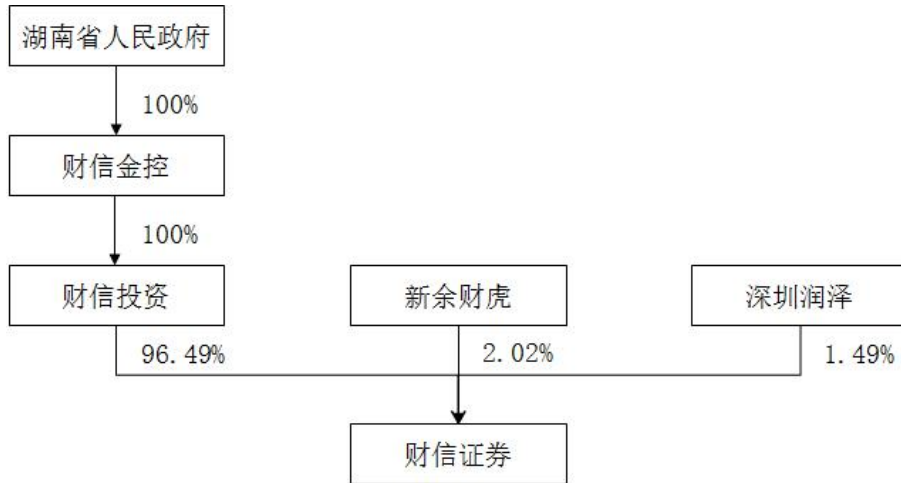 湖南省人民政府
100%
财信金控
100%
财信投资
新余财虎
深圳润泽
96.49%
2.02%
1.49%
财信证券